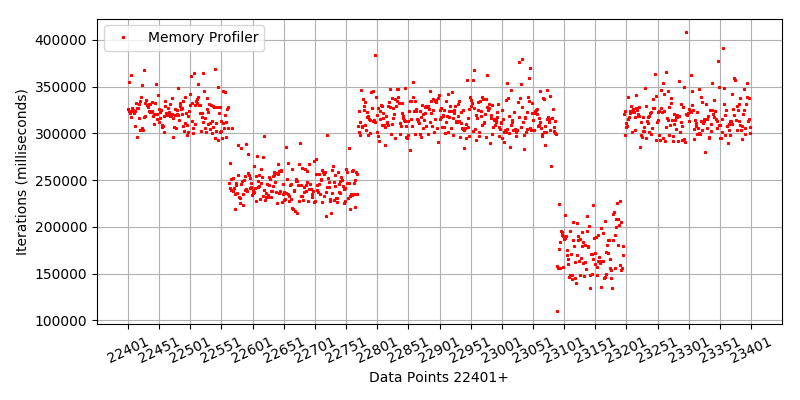 Memory Profiler
400000
350000
300000
250000
200000
150000
100000
Iterations (milliseconds)
22401 22451 22501 22551 22601 22651 22701 22751 22801 22851 22901 22951 23001 23051 23101 23151 23201 23251 23301 23351 23401
Data Points 22401+